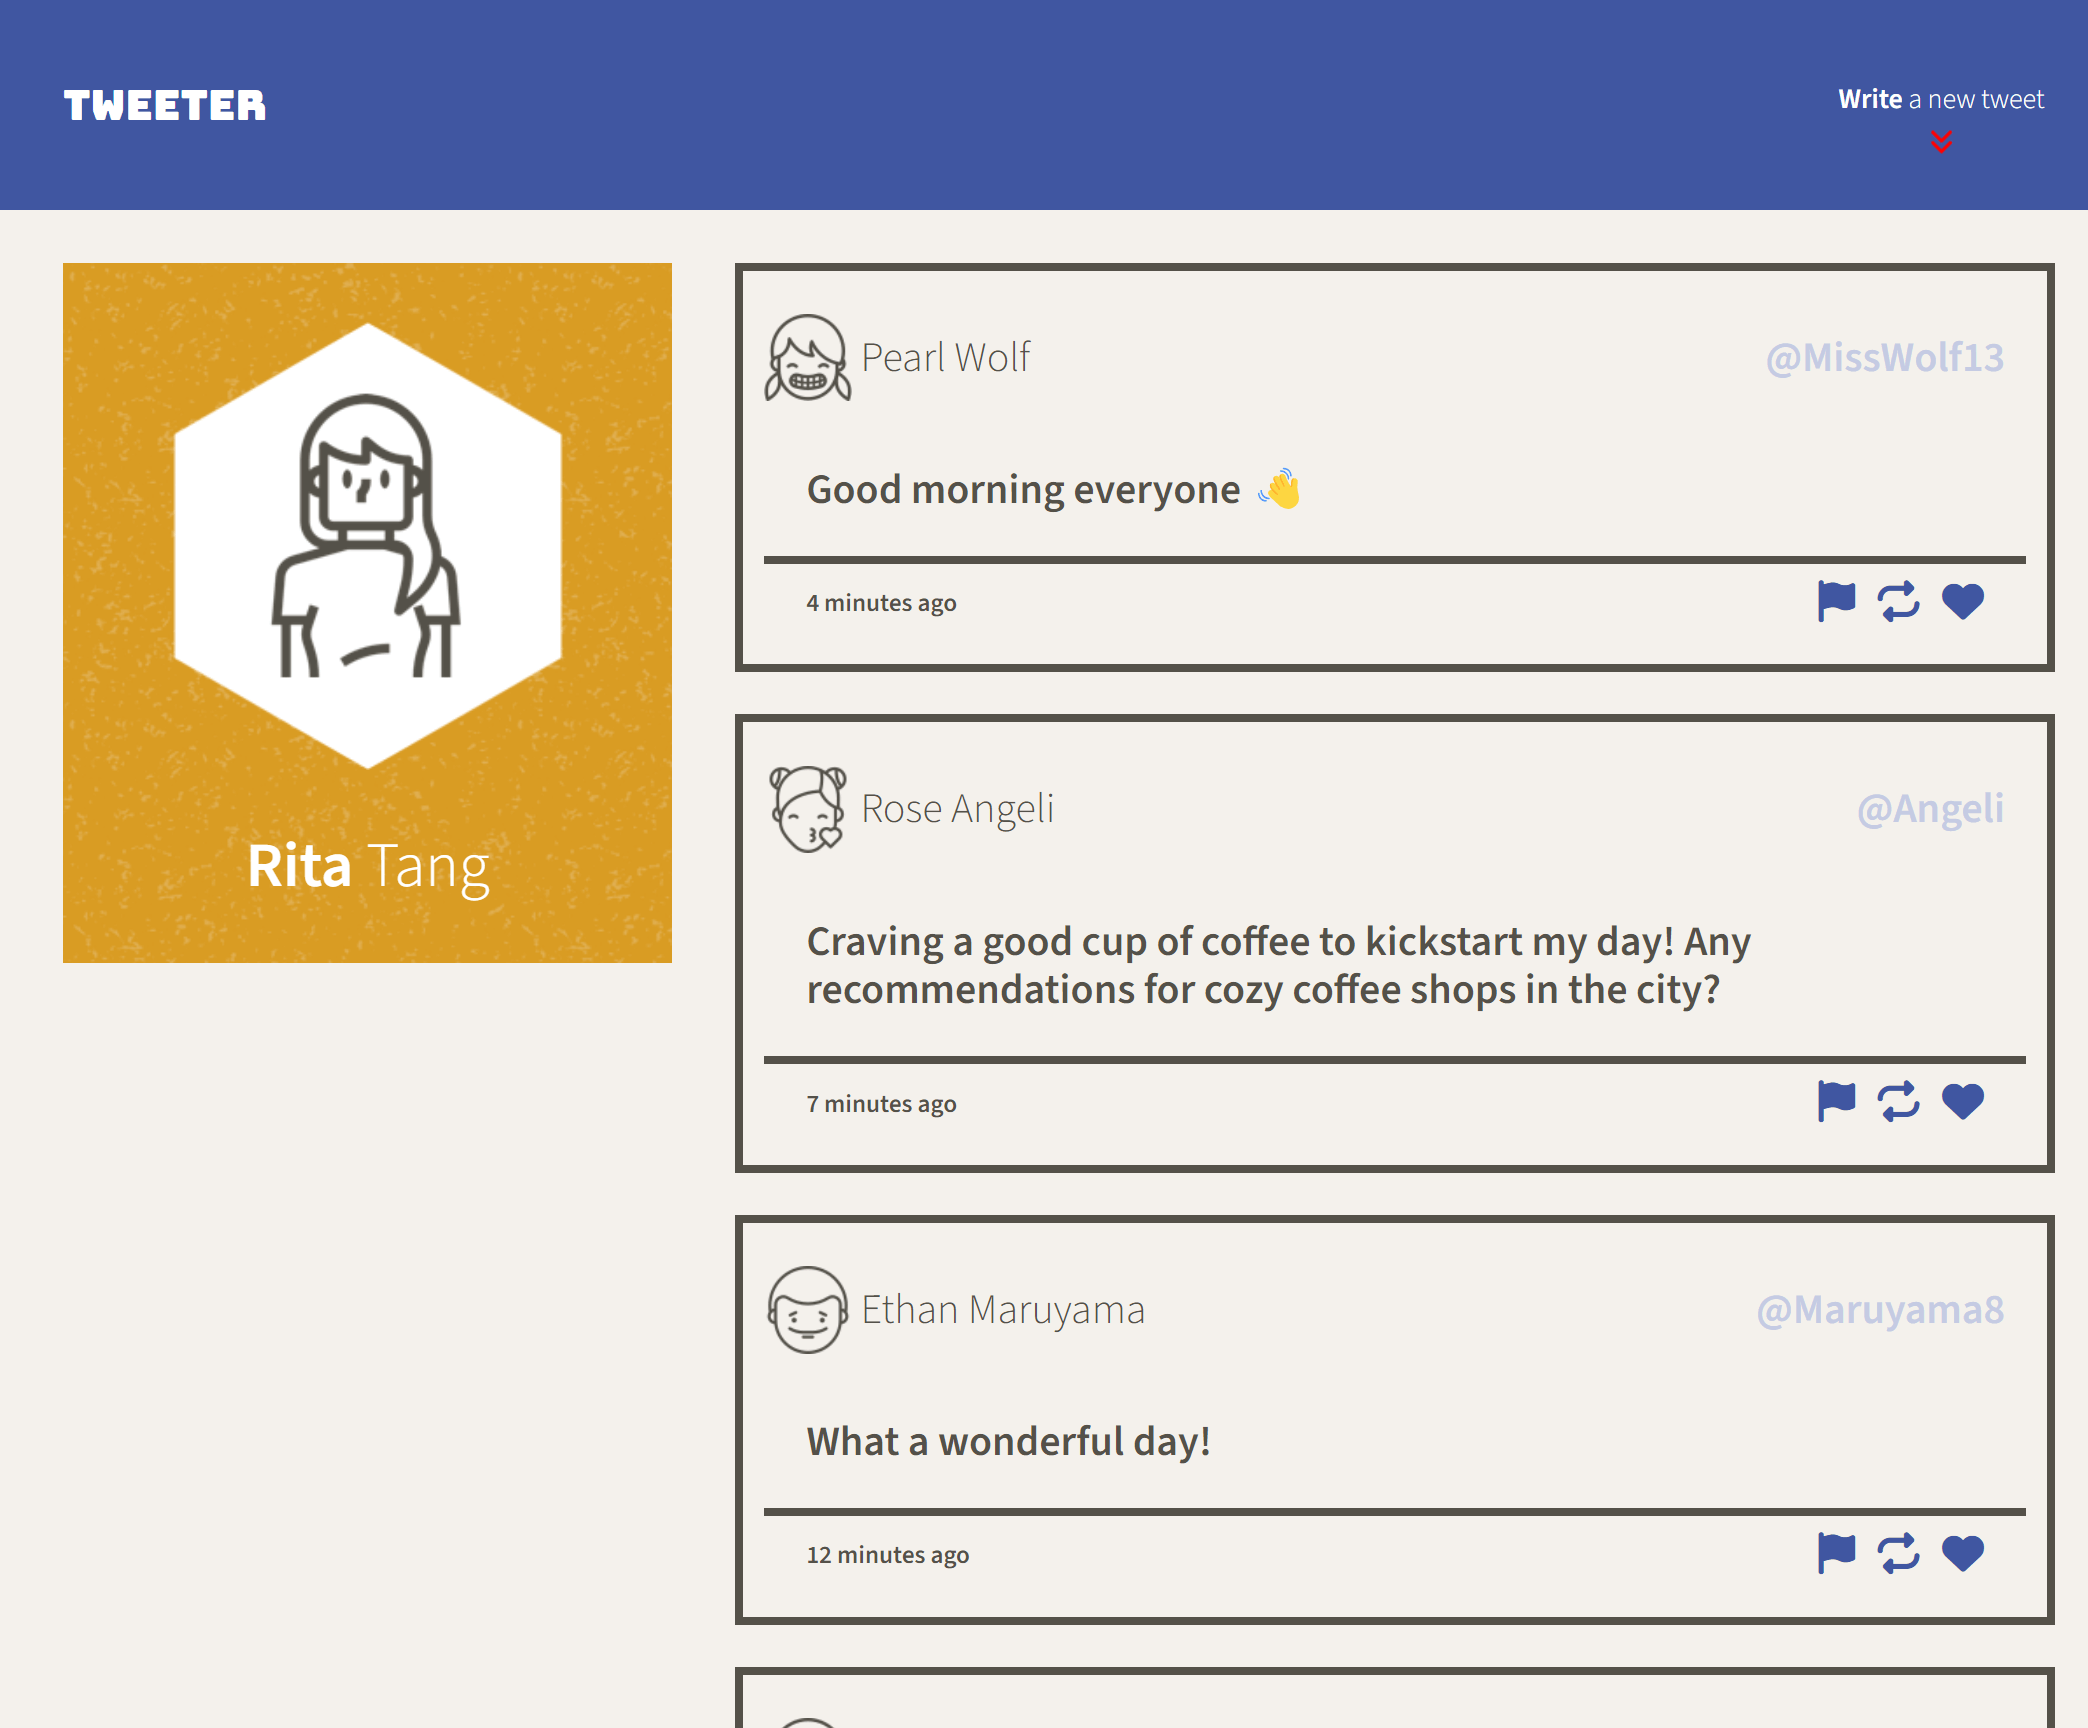 TWEETER
Write a new tweet
Rita Tang
Pearl Wolf
@MissWolf13
Good morning everyone 👋
4 minutes ago
Rose Angeli
@Angeli
Craving a good cup of coffee to kickstart my day! Any
recommendations for cozy coffee shops in the city?
7 minutes ago
Ethan Maruyama
@Maruyama8
What a wonderful day!
12 minutes ago